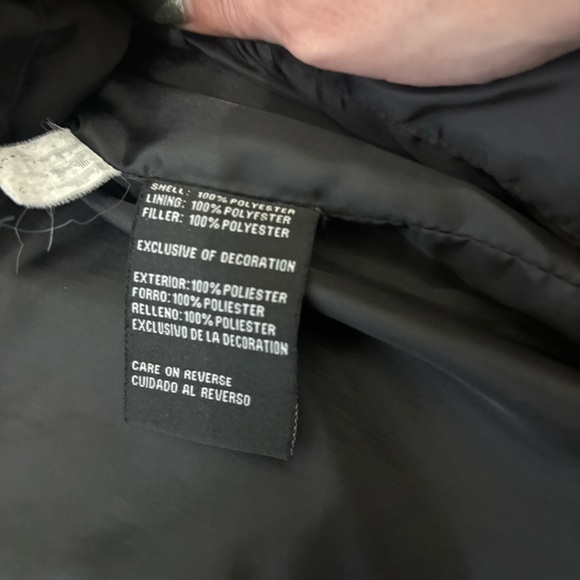 SHELL: 100% POLYESTER
LINING: 100% POLYESTER
FILLER: 100% POLYESTER
EXCLUSIVE OF DECORATION
EXTERIOR:100% POLIESTER
FORRO:100% POLIESTER
RELLENO:100% POLIESTER
EXCLUSIVO DE LA DECORATION
CARE ON REVERSE
CUIDADO AL REVERSO